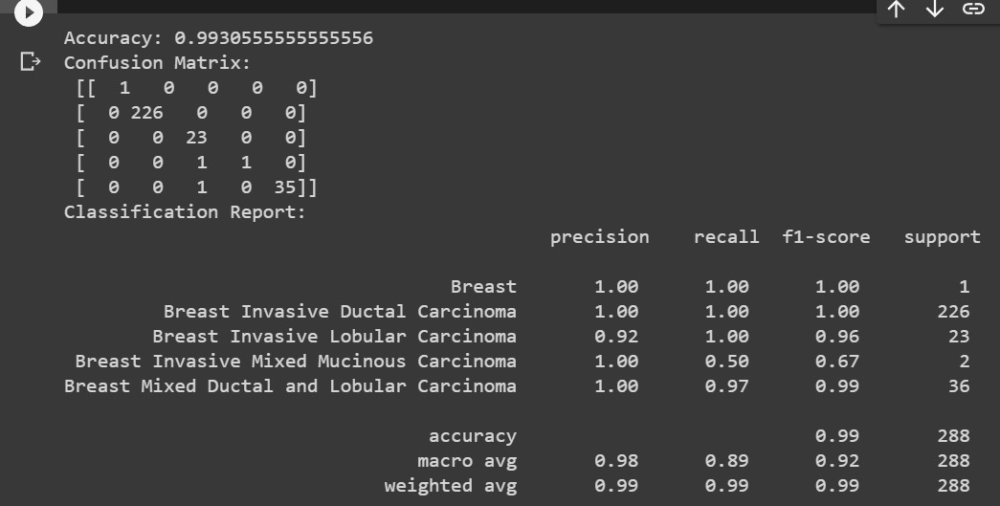 Accuracy: 0.9930555555555556
Confusion Matrix:
[[  1   0   0   0   0]
[  0 226   0   0   0]
[  0   0  23   0   0]
[  0   0   1   1   0]
[  0   0   1   0  35]]
Classification Report:
precision recall f1-score support
Breast 1.00 1.00 1.00 1
Breast Invasive Ductal Carcinoma 1.00 1.00 1.00 226
Breast Invasive Lobular Carcinoma 0.92 1.00 0.96 23
Breast Invasive Mixed Mucinous Carcinoma 1.00 0.50 0.67 2
Breast Mixed Ductal and Lobular Carcinoma 1.00 0.97 0.99 36
accuracy 0.99 288
macro avg 0.98 0.89 0.92 288
weighted avg 0.99 0.99 0.99 288